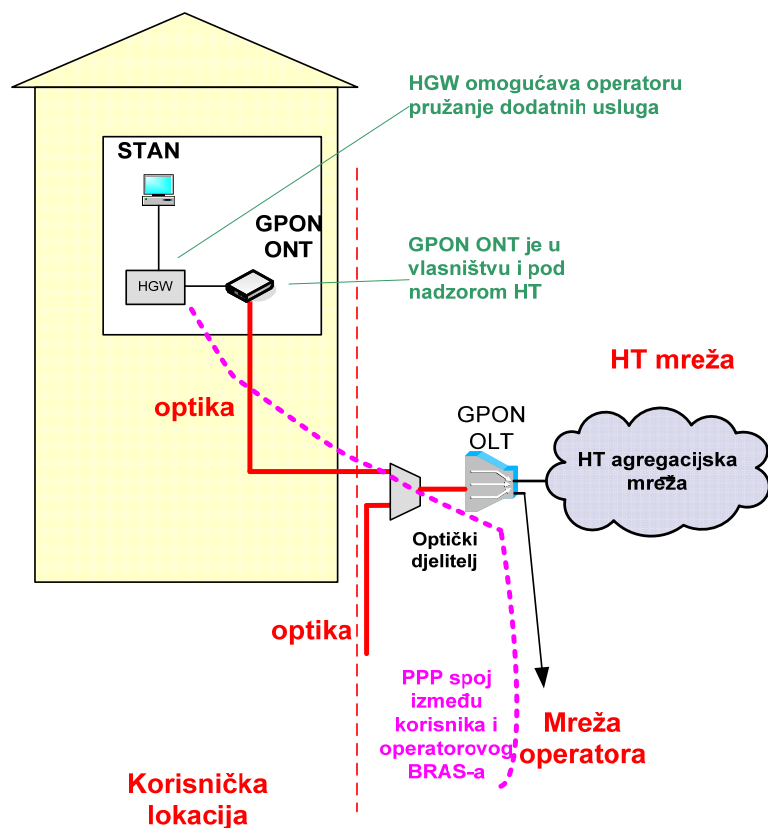 HGW omogućava operatoru
pružanje dodatnih usluga
STAN
GPON
ONT
HGW
GPON ONT je u
vlasništvu i pod
nadzorom HT
HT mreža
optika
GPON
OLT
HT agregacijska
mreža
Optički
djelitelj
optika
PPP spoj
između
korisnika i
operatorovog
BRAS-a
Mreža
operatora
Korisnička
lokacija